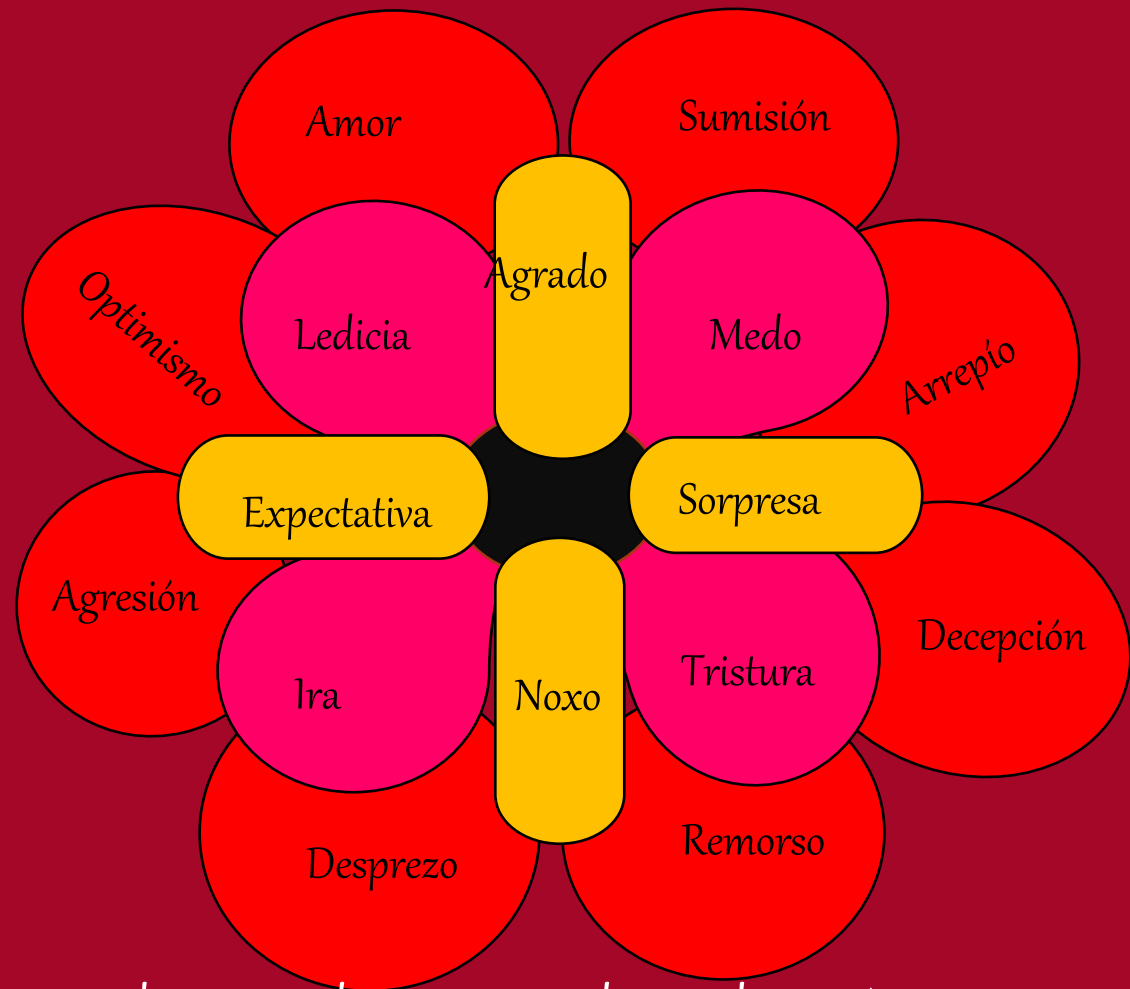 Amor
Sumisión
Agrado
Optimismo
Ledicia
Medo
Arrepío
Expectativa
Sorpresa
Agresión
Decepción
Ira
Noxo
Tristura
Desprezo
Remorso